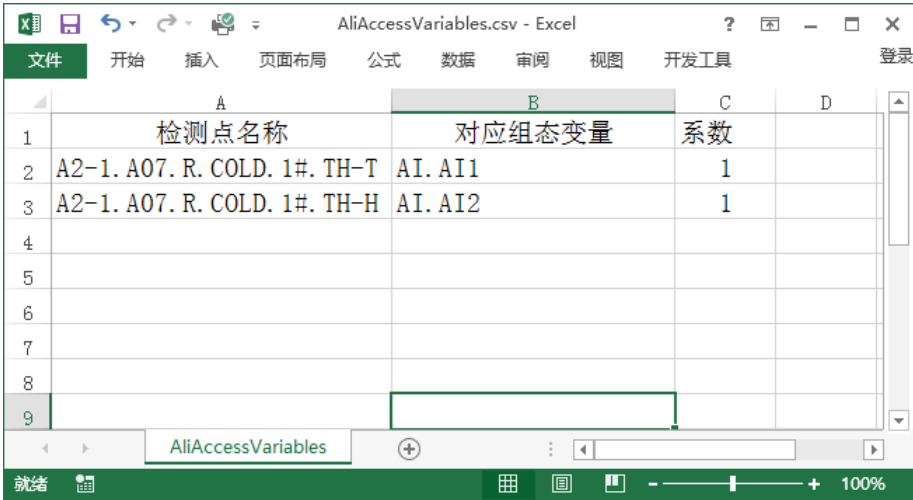 AliAccessVariables.csv - Excel
文件 开始 插入 页面布局 公式 数据 审阅 视图 开发工具 登录
A B C D
1 检测点名称 对应组态变量 系数
2 A2-1.A07.R.COLD.1#.TH-T AI.AI1 1
3 A2-1.A07.R.COLD.1#.TH-H AI.AI2 1
4
5
6
7
8
9
AliAccessVariables
就绪 100%